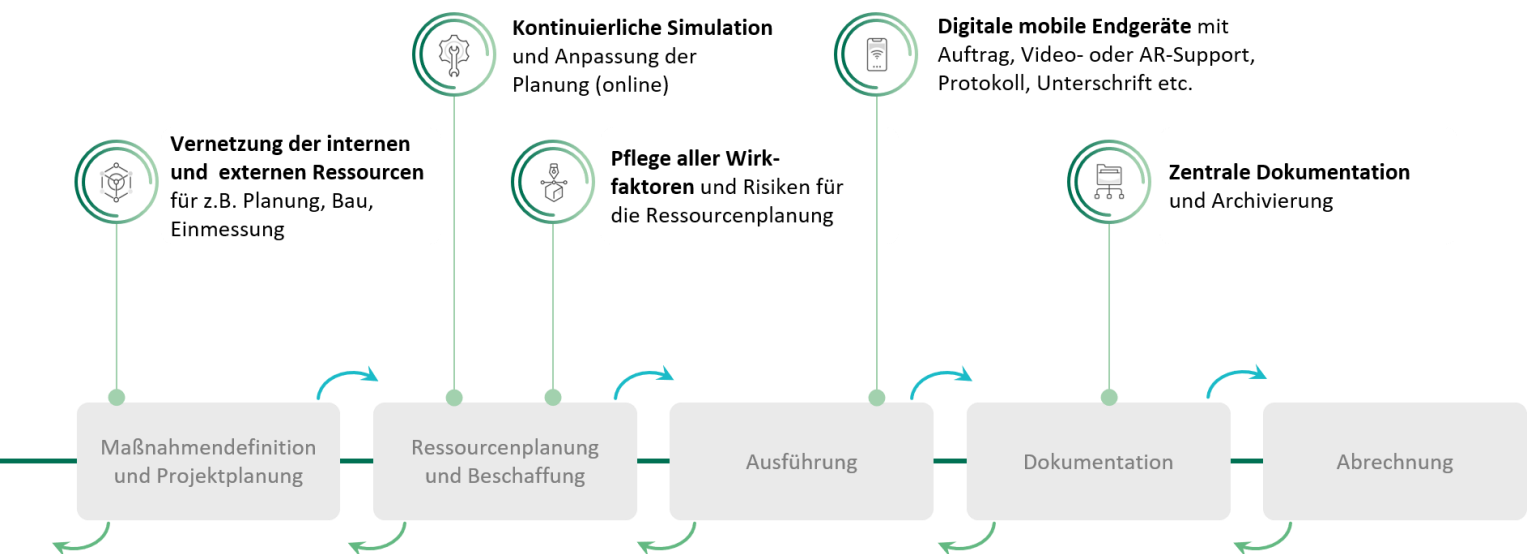 Kontinuierliche Simulation
und Anpassung der
Planung (online)
Digitale mobile Endgeräte mit
Auftrag, Video- oder AR-Support,
Protokoll, Unterschrift etc.
Vernetzung der internen
und externen Ressourcen
für z.B. Planung, Bau,
Einmessung
Pflege aller Wirk-
faktoren und Risiken für
die Ressourcenplanung
Zentrale Dokumentation
und Archivierung
Maßnahmendefinition
und Projektplanung
Ressourcenplanung
und Beschaffung
Ausführung
Dokumentation
Abrechnung